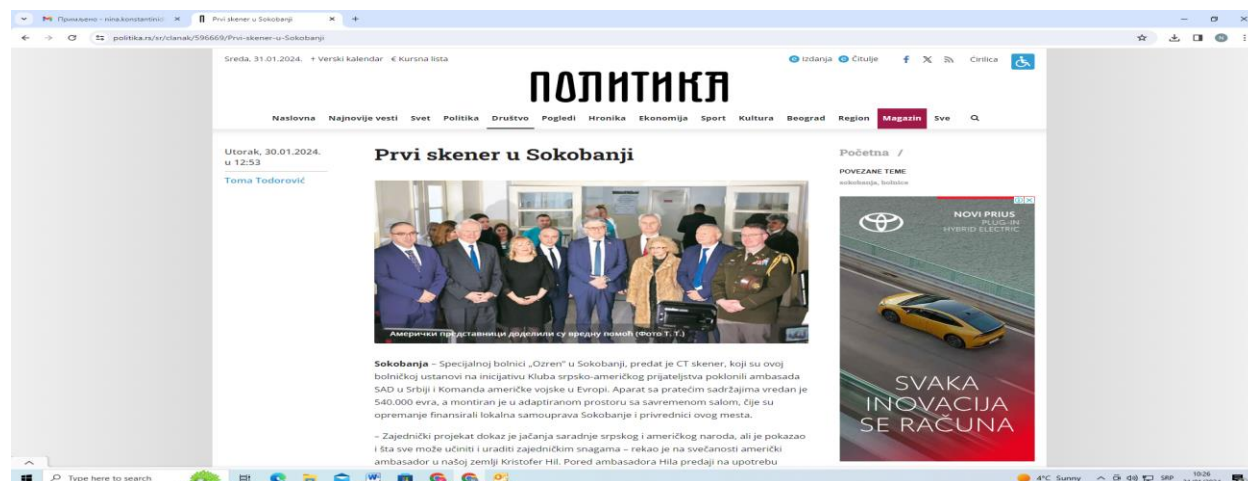 Примљено - nina.konstantinic
Prvi skener u Sokobanji
politika.rs/sr/clanak/596669/Prvi-skener-u-Sokobanji
Sreda, 31.01.2024. † Verski kalendar € Kursna lista
Izdanja Čitulje Cirilica
ПОЛИТИКА
Naslovna Najnovije vesti Svet Politika Društvo Pogledi Hronika Ekonomija Sport Kultura Beograd Region Magazin Sve
Utorak, 30.01.2024.
u 12:53
Toma Todorović
Prvi skener u Sokobanji
Početna /
POVEZANE TEME
sokobanja, bolnica
Амерички представници доделили су вредну помоћ (Фото Т. Т.)
Sokobanja – Specijalnoj bolnici „Ozren“ u Sokobanji, predat je CT skener, koji su ovoj
bolničkoj ustanovi na inicijativu Kluba srpsko-američkog prijateljstva poklonili ambasada
SAD u Srbiji i Komanda američke vojske u Evropi. Aparat sa pratećim sadržajima vredan je
540.000 evra, a montiran je u adaptiranom prostoru sa savremenom salom, čije su
opremanje finansirali lokalna samouprava Sokobanje i privrednici ovog mesta.
– Zajednički projekat dokaz je jačanja saradnje srpskog i američkog naroda, ali je pokazao
i šta sve može učiniti i uraditi zajedničkim snagama – rekao je na svečanosti američki
ambasador u našoj zemlji Kristofer Hil. Pored ambasadora Hila predaji na upotrebu
NOVI PRIUS
PLUG-IN
HYBRID ELECTRIC
SVAKA
INOVACIJA
SE RAČUNA
Type here to search
4°C Sunny
SRP
10:26